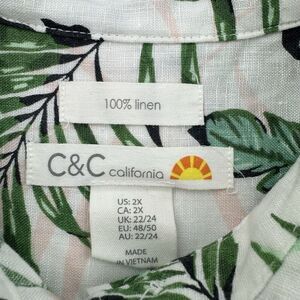 100% linen
C&C california
US: 2X
CA: 2X
UK: 22/24
EU: 48/50
AU: 22/24
MADE
IN VIETNAM